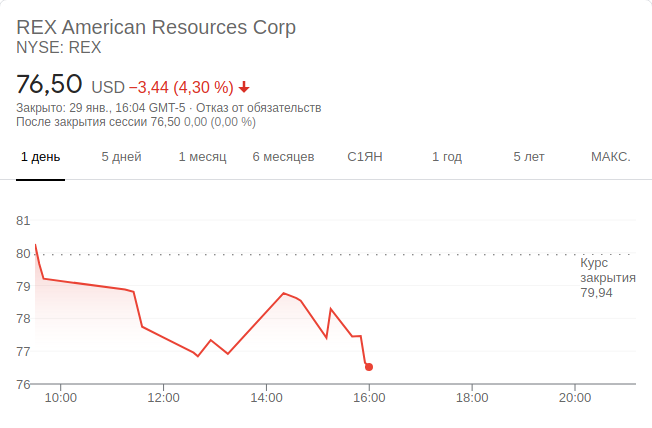 REX American Resources Corp
NYSE: REX
76,50 USD −3,44 (4,30 %)
Закрыто: 29 янв., 16:04 GMT-5 · Отказ от обязательств
После закрытия сессии 76,50 0,00 (0,00 %)
1 день 5 дней 1 месяц 6 месяцев С1ЯН 1 год 5 лет МАКС.
81
80
Курс
закрытия
79
79,94
78
77
76
10:00 12:00 14:00 16:00 18:00 20:00